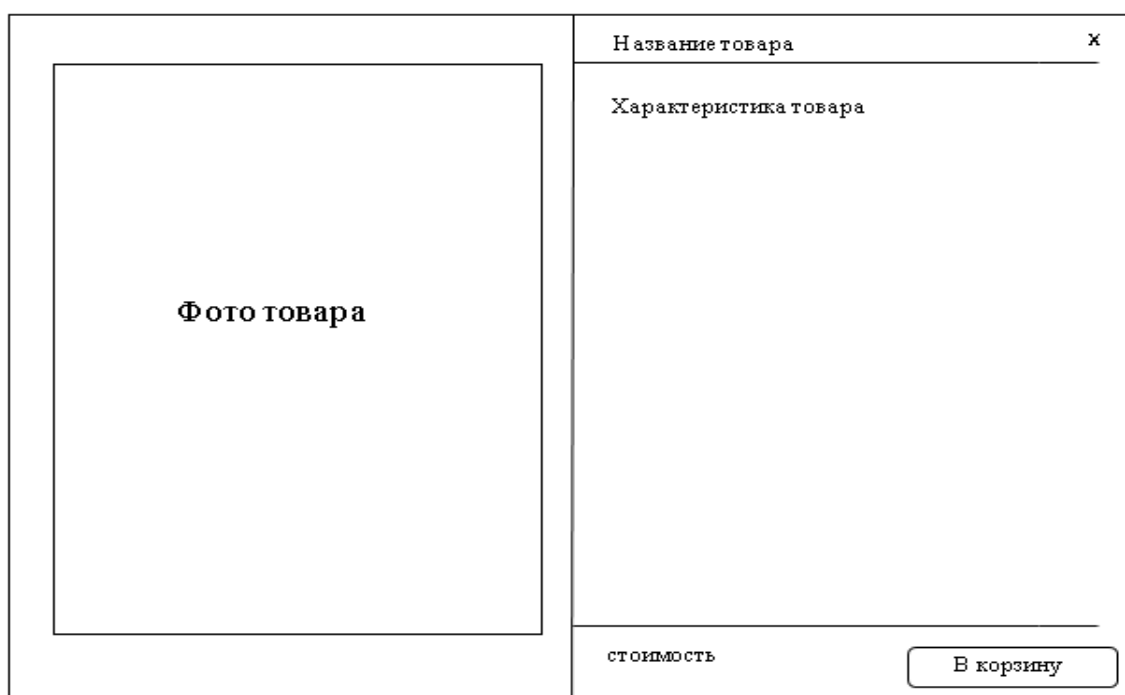 Название товара
x
Характеристика товара
Фото товара
стоимость
В корзину